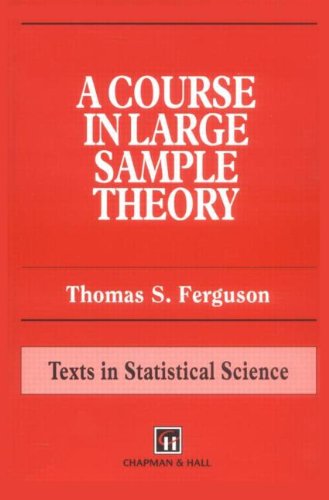 A COURSE
IN LARGE
SAMPLE
THEORY
Thomas S. Ferguson
Texts in Statistical Science
CHAPMAN & HALL